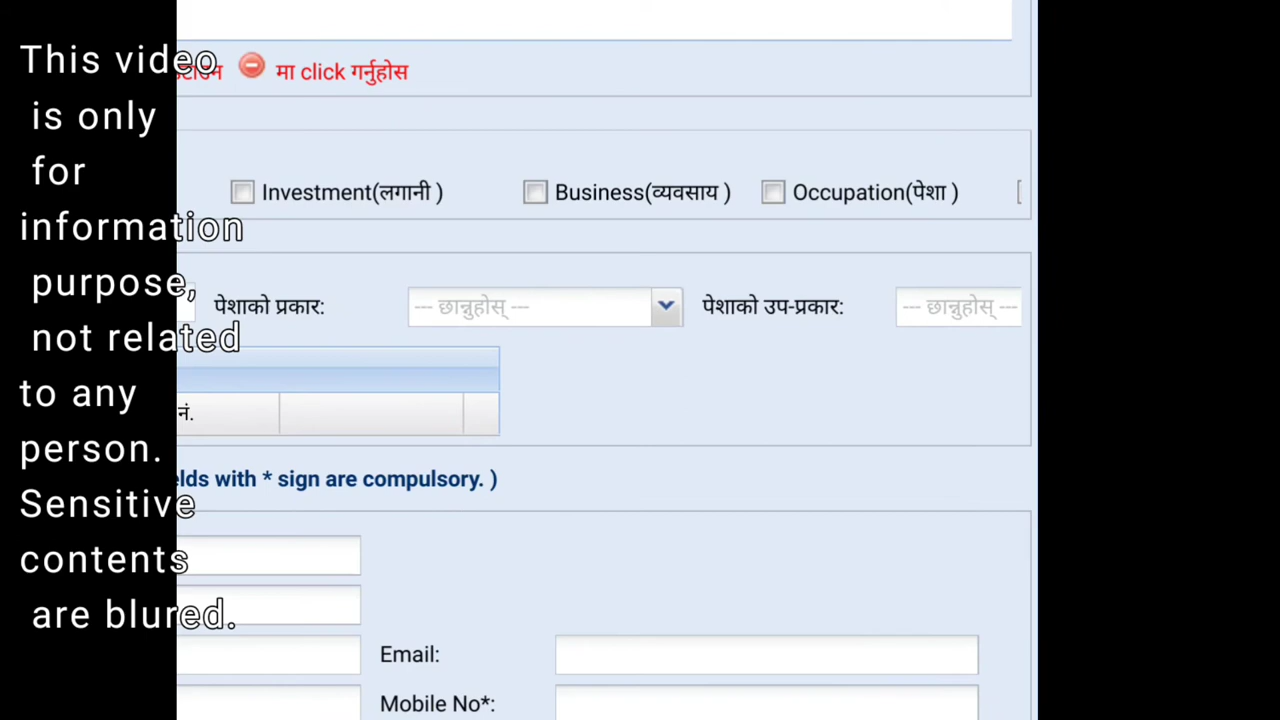 This video
is only
for
information
purpose,
not related
to any
person.
Sensitive
contents
are blured.
मा click गर्नुहोस
Investment(लगानी )
Business(व्यवसाय )
Occupation(पेशा )
पेशाको प्रकार:
--- छान्नुहोस् ---
पेशाको उप-प्रकार:
--- छान्नुहोस् ---
नं.
with * sign are compulsory. )
Email:
Mobile No*: